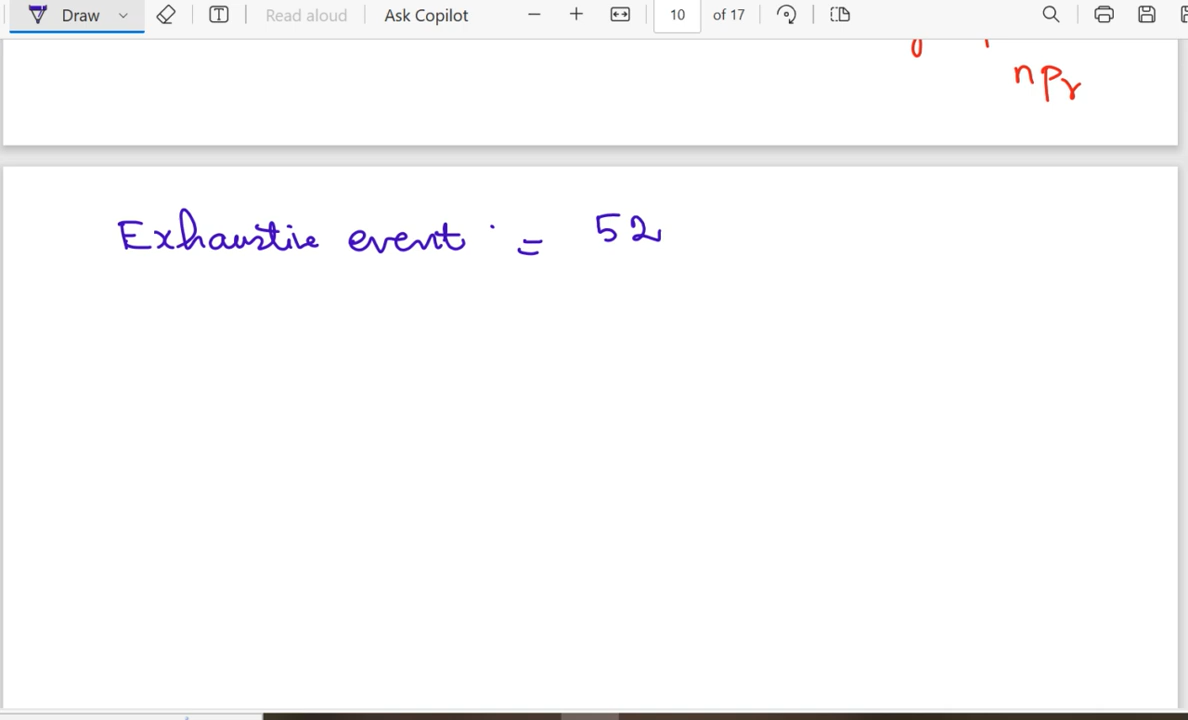 Draw
Read aloud
Ask Copilot
10 of 17
nPr
Exhaustive event = 52